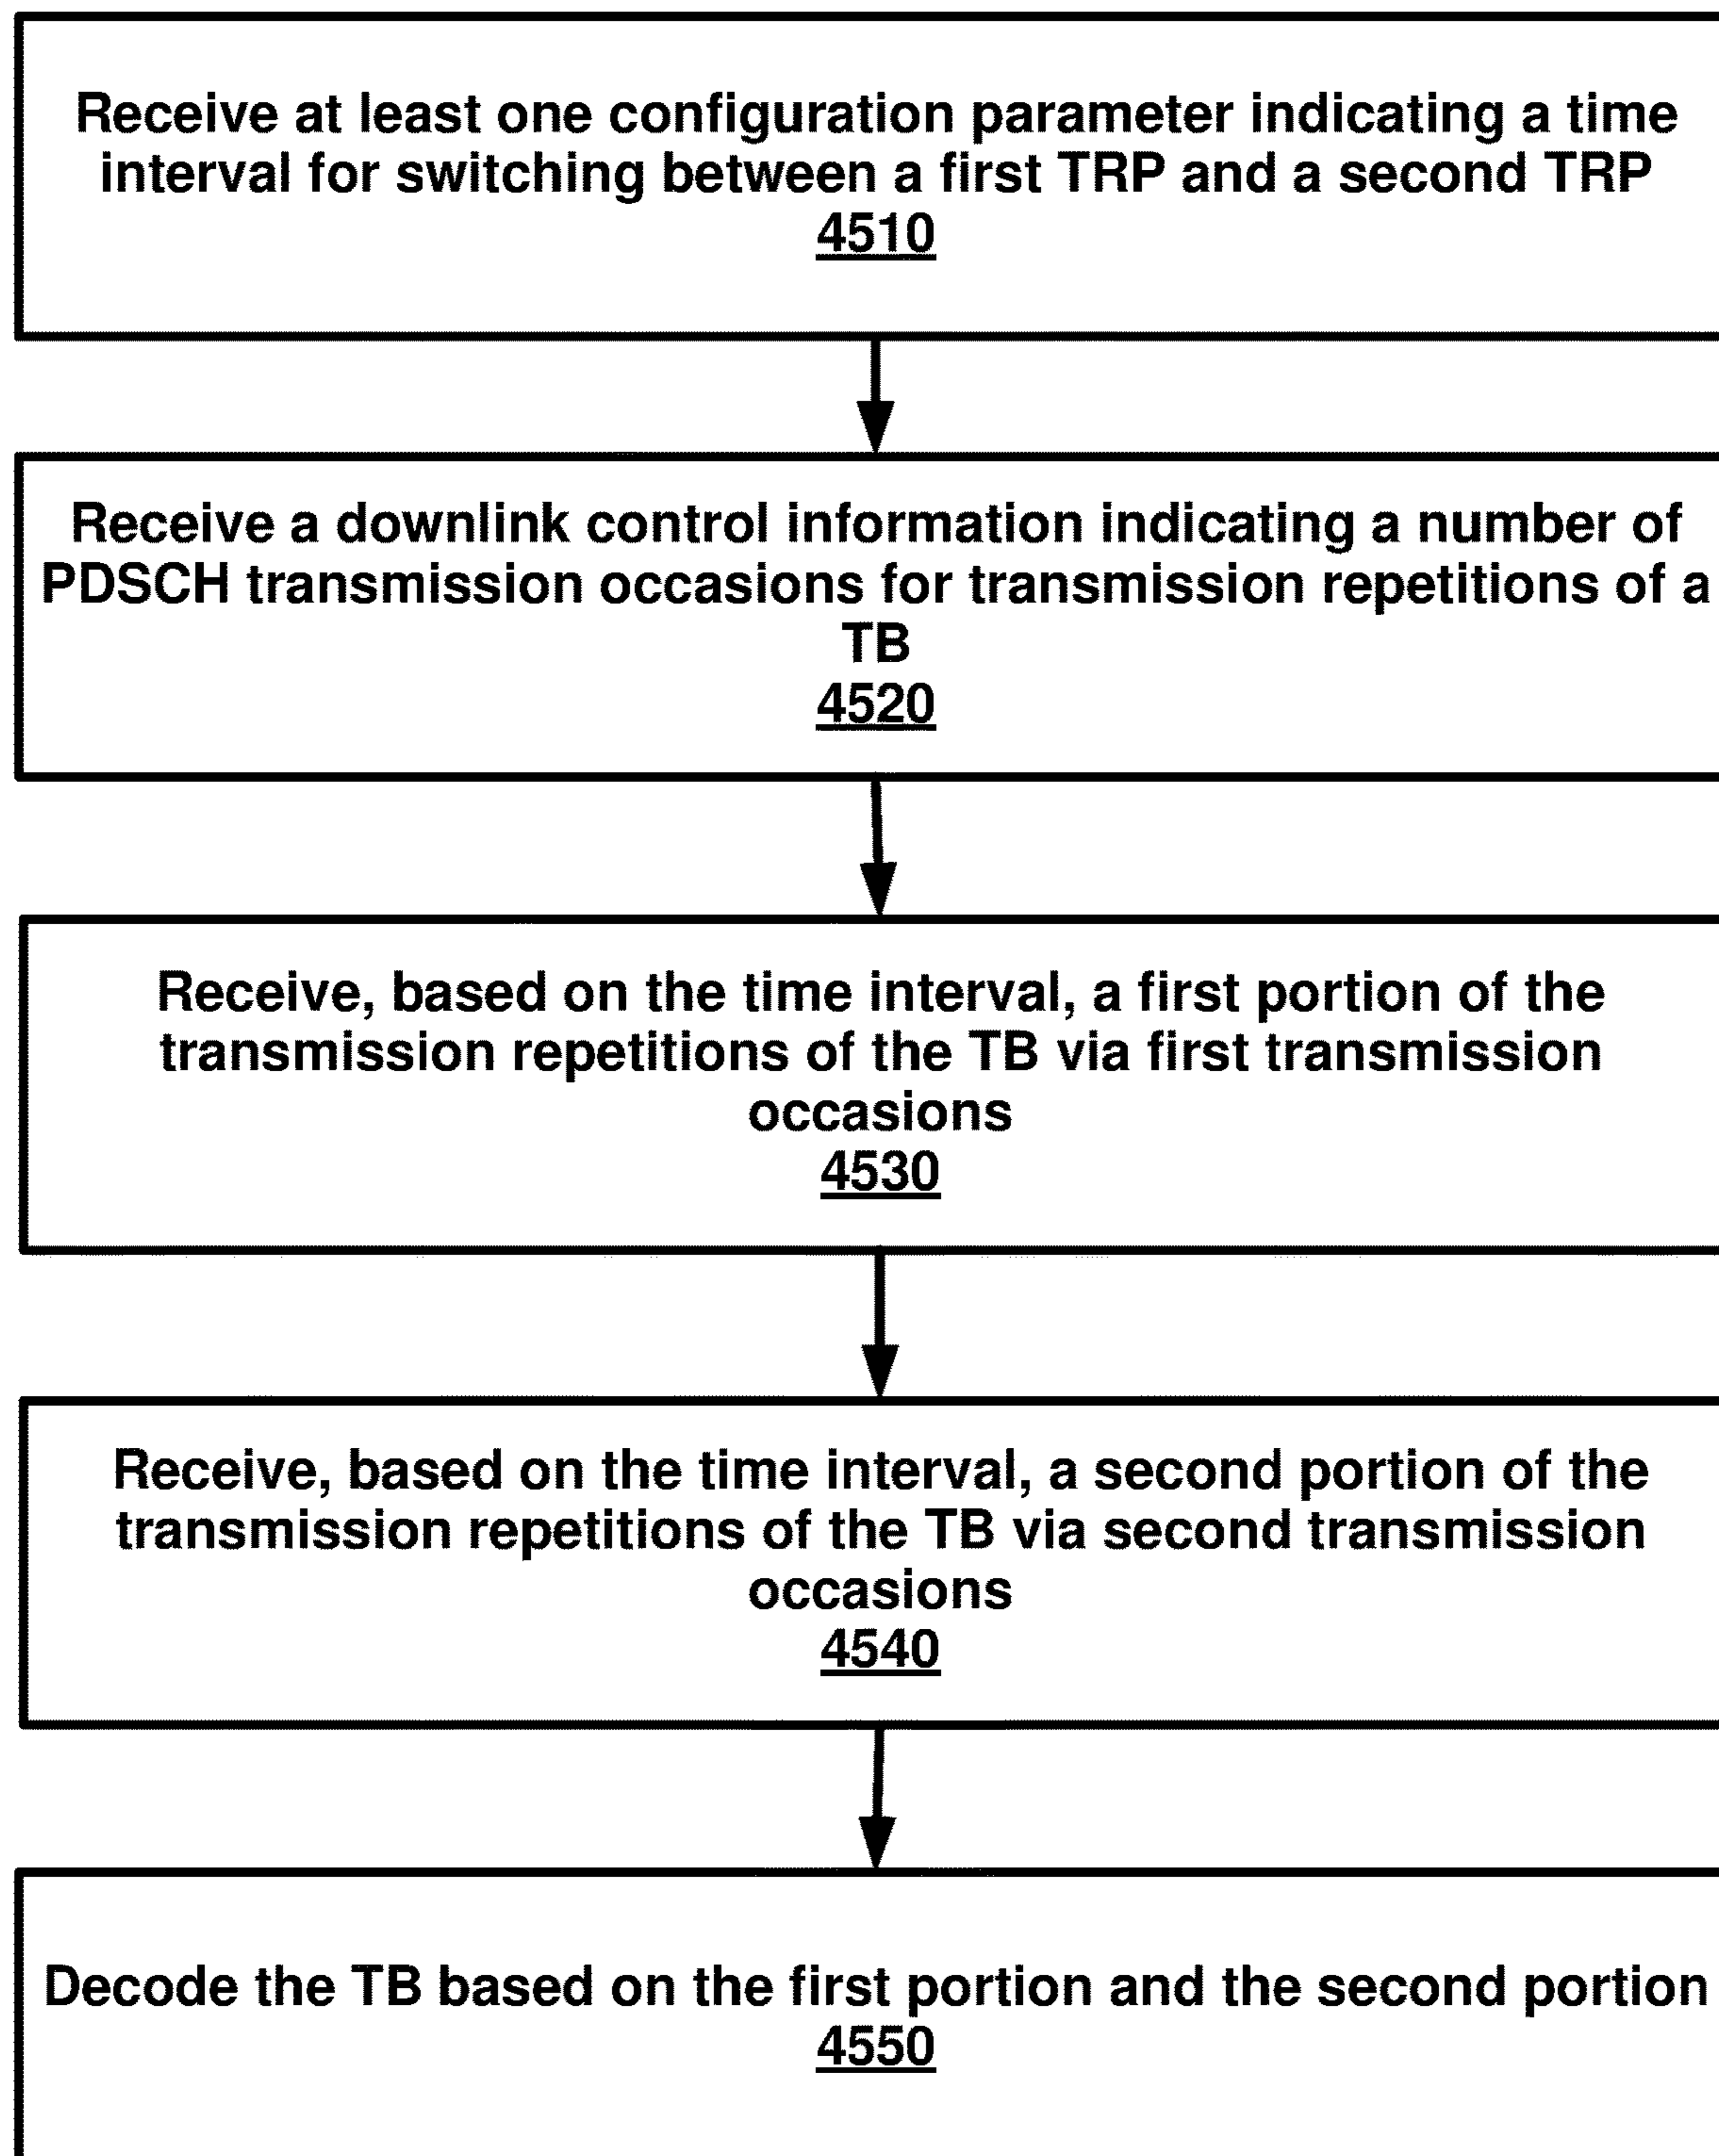 Receive at least one configuration parameter indicating a time
interval for switching between a first TRP and a second TRP
4510
Receive a downlink control information indicating a number of
PDSCH transmission occasions for transmission repetitions of a
TB
4520
Receive, based on the time interval, a first portion of the
transmission repetitions of the TB via first transmission
occasions
4530
Receive, based on the time interval, a second portion of the
transmission repetitions of the TB via second transmission
occasions
4540
Decode the TB based on the first portion and the second portion
4550